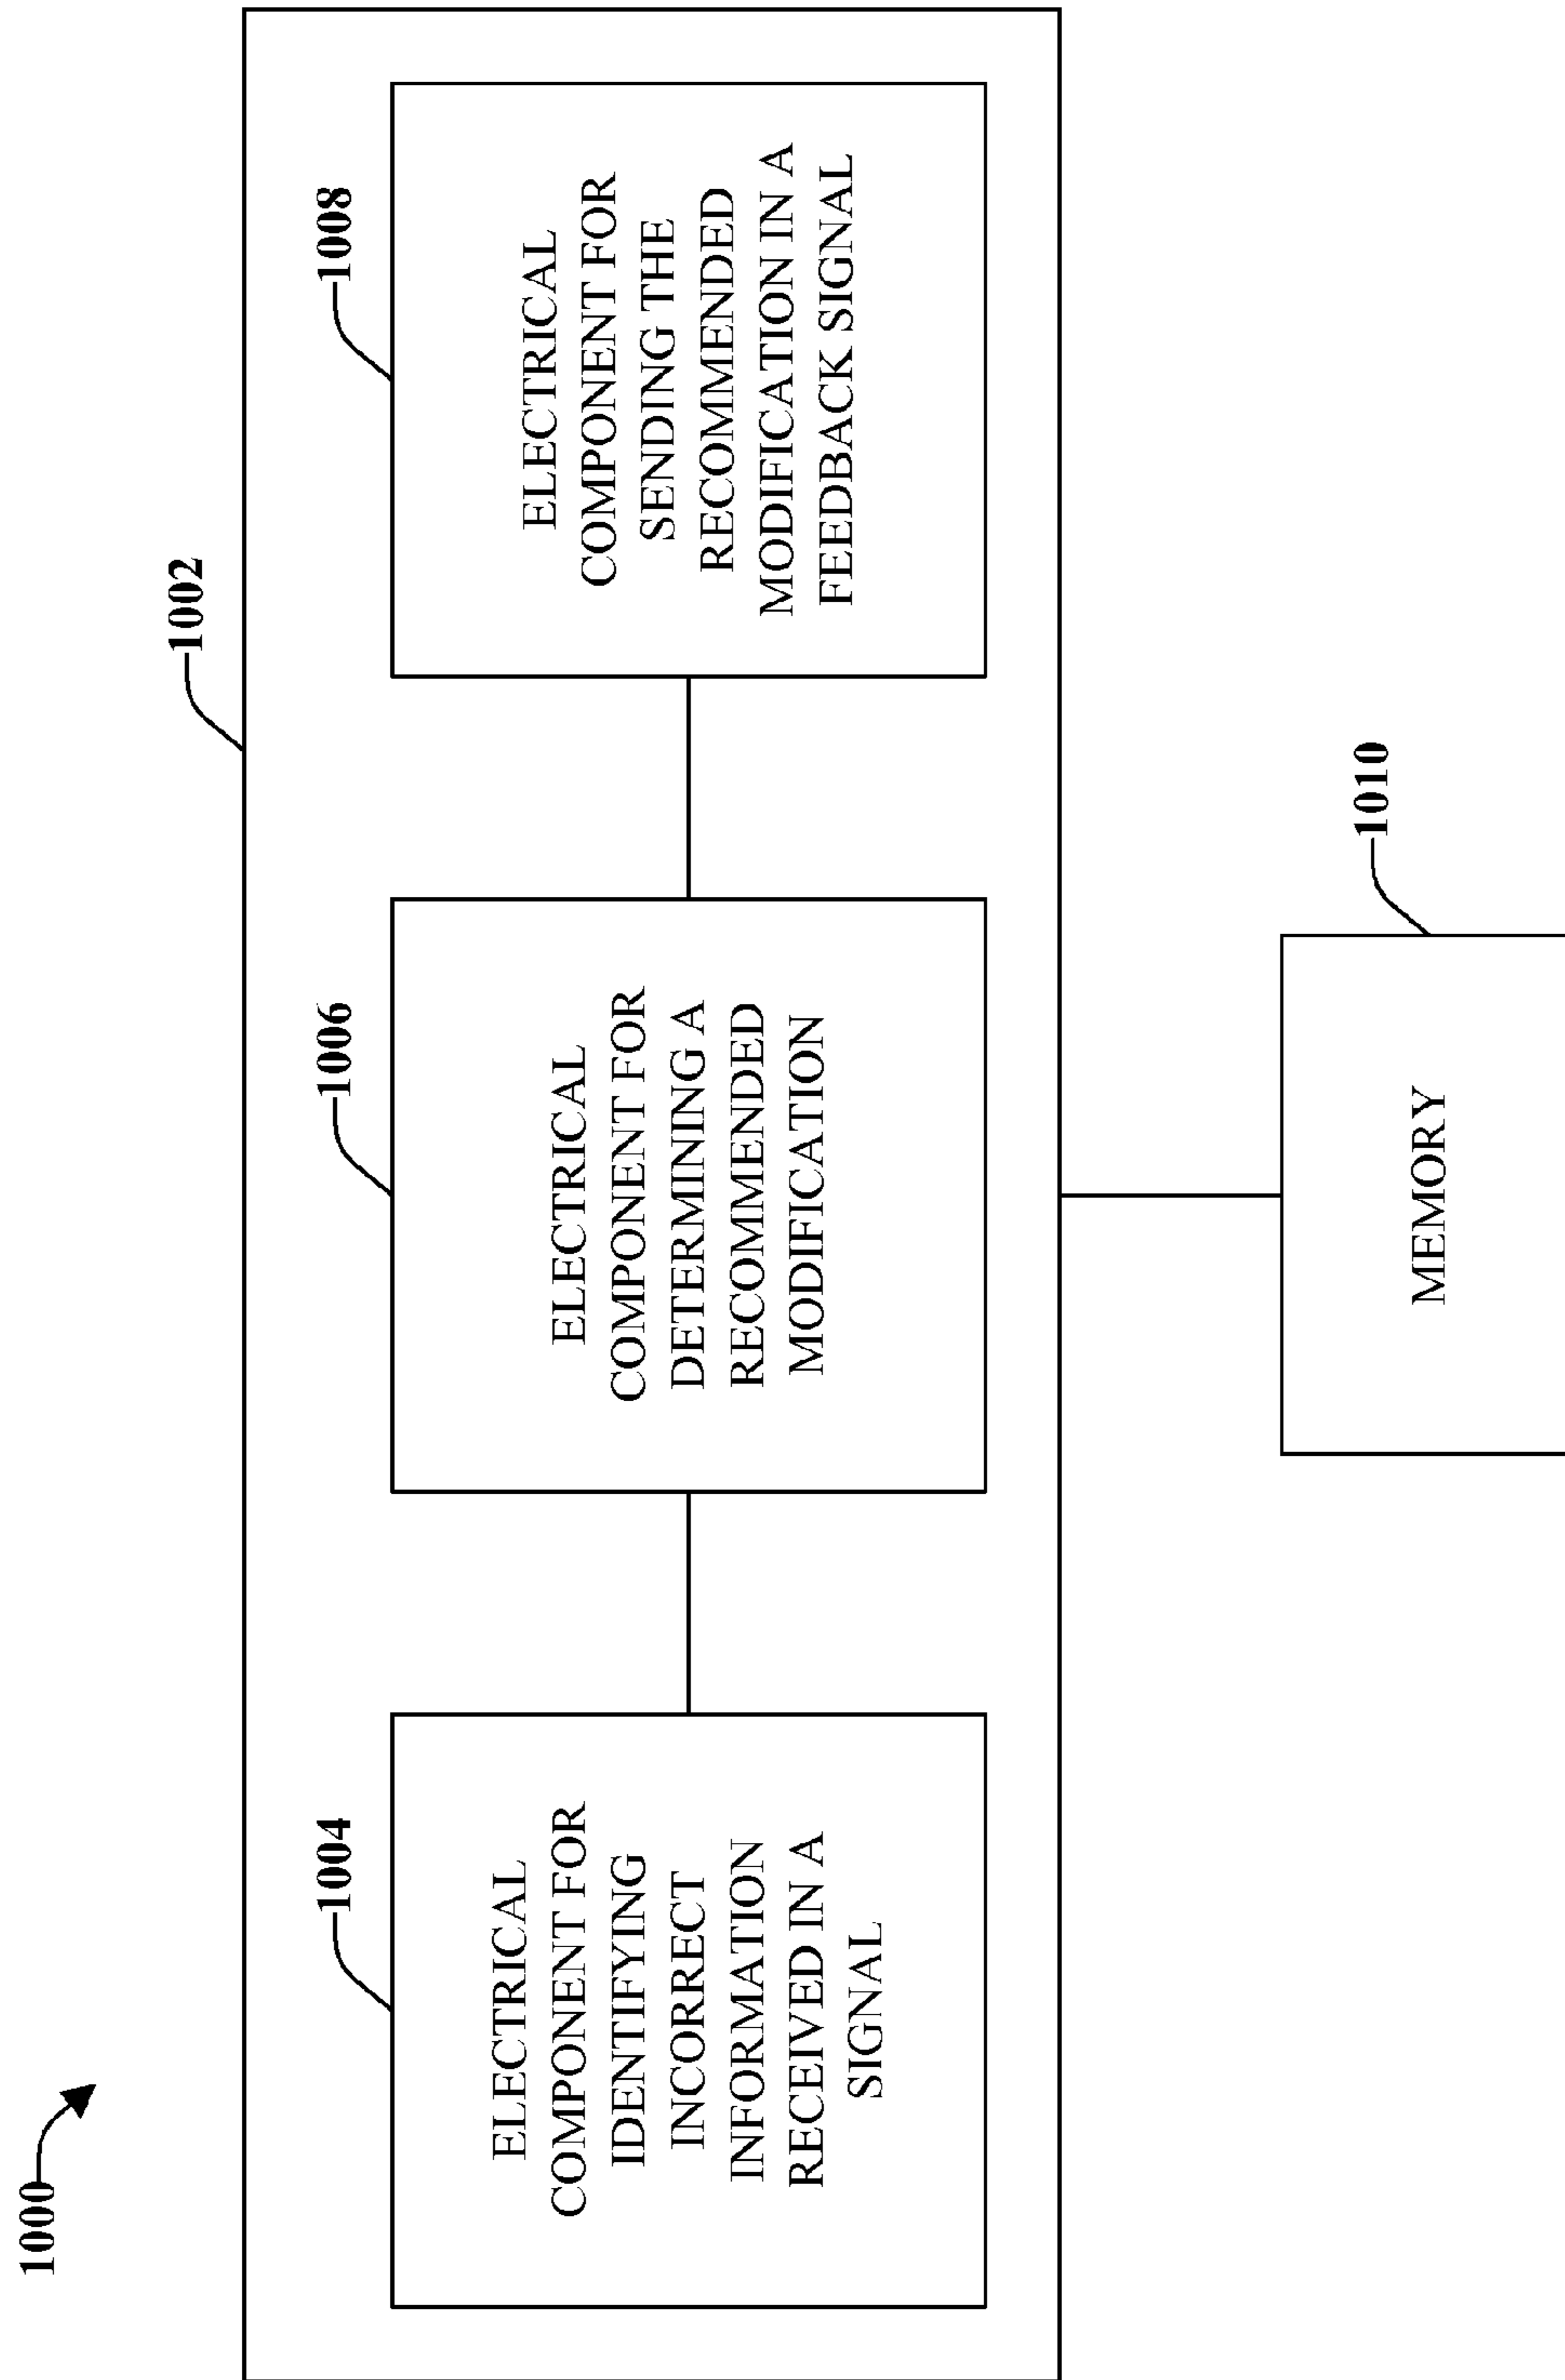 1000
1002
1004
ELECTRICAL
COMPONENT FOR
IDENTIFYING
INCORRECT
INFORMATION
RECEIVED IN A
SIGNAL
1006
ELECTRICAL
COMPONENT FOR
DETERMINING A
RECOMMENDED
MODIFICATION
1008
ELECTRICAL
COMPONENT FOR
SENDING THE
RECOMMENDED
MODIFICATION IN A
FEEDBACK SIGNAL
1010
MEMORY